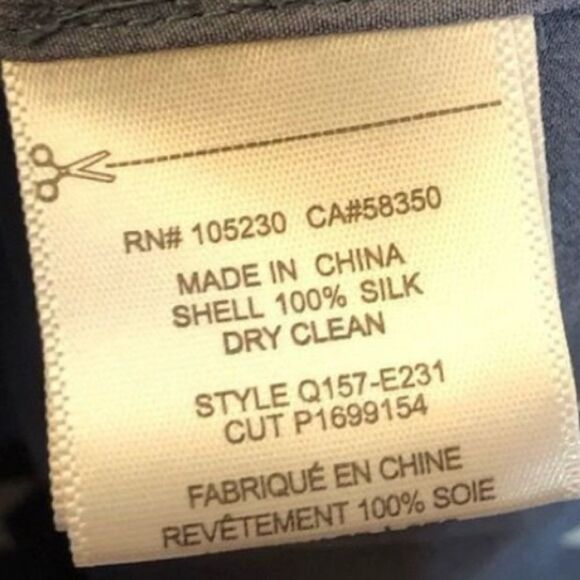 RN# 105230 CA#58350
MADE IN CHINA
SHELL 100% SILK
DRY CLEAN
STYLE Q157-E231
CUT P1699154
FABRIQUÉ EN CHINE
REVÊTEMENT 100% SOIE